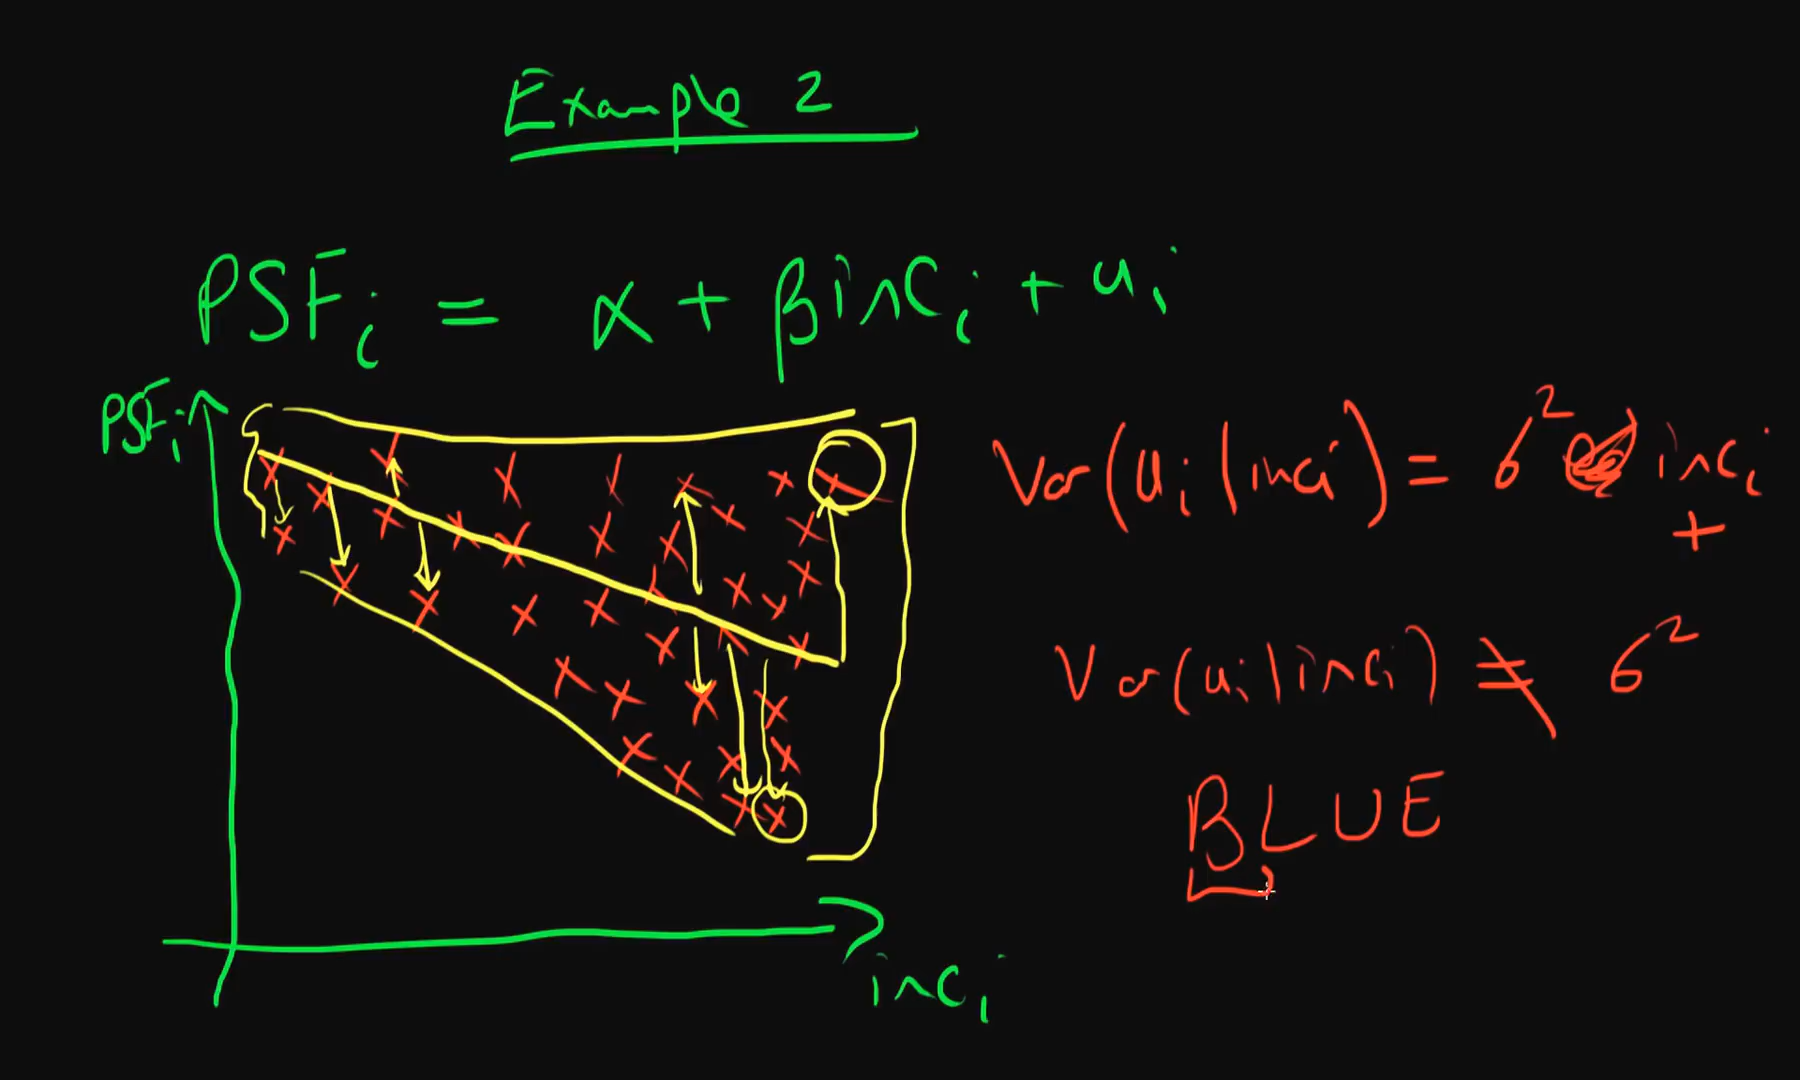 Example 2
PSFᵢ = α + βincᵢ + uᵢ
PSFᵢ
Var(uᵢ|incᵢ) = σ² incᵢ
+
Var(uᵢ|incᵢ) ≠ σ²
BLUE
incᵢ